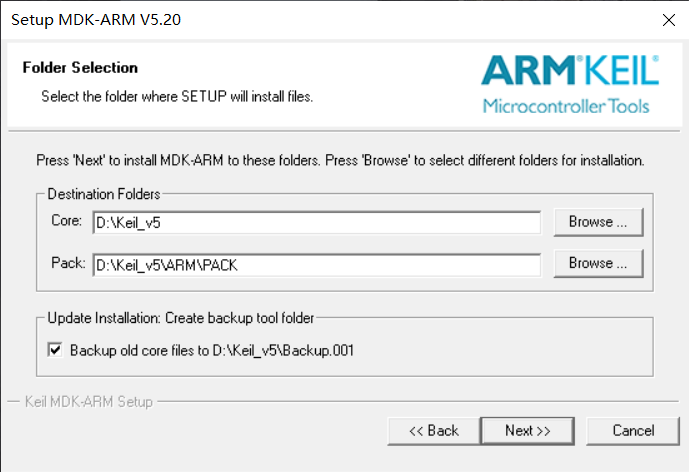 Setup MDK-ARM V5.20
Folder Selection
Select the folder where SETUP will install files.
ARM®KEIL®
Microcontroller Tools
Press 'Next' to install MDK-ARM to these folders. Press 'Browse' to select different folders for installation.
Destination Folders
Core: D:\Keil_v5 Browse ...
Pack: D:\Keil_v5\ARM\PACK Browse ...
Update Installation: Create backup tool folder
Backup old core files to D:\Keil_v5\Backup.001
Keil MDK-ARM Setup
<< Back Next >> Cancel